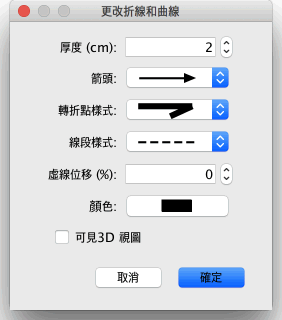 更改折線和曲線
厚度 (cm): 2
箭頭:
轉折點樣式:
線段樣式:
虛線位移 (%): 0
顏色:
可見3D 視圖
取消 確定